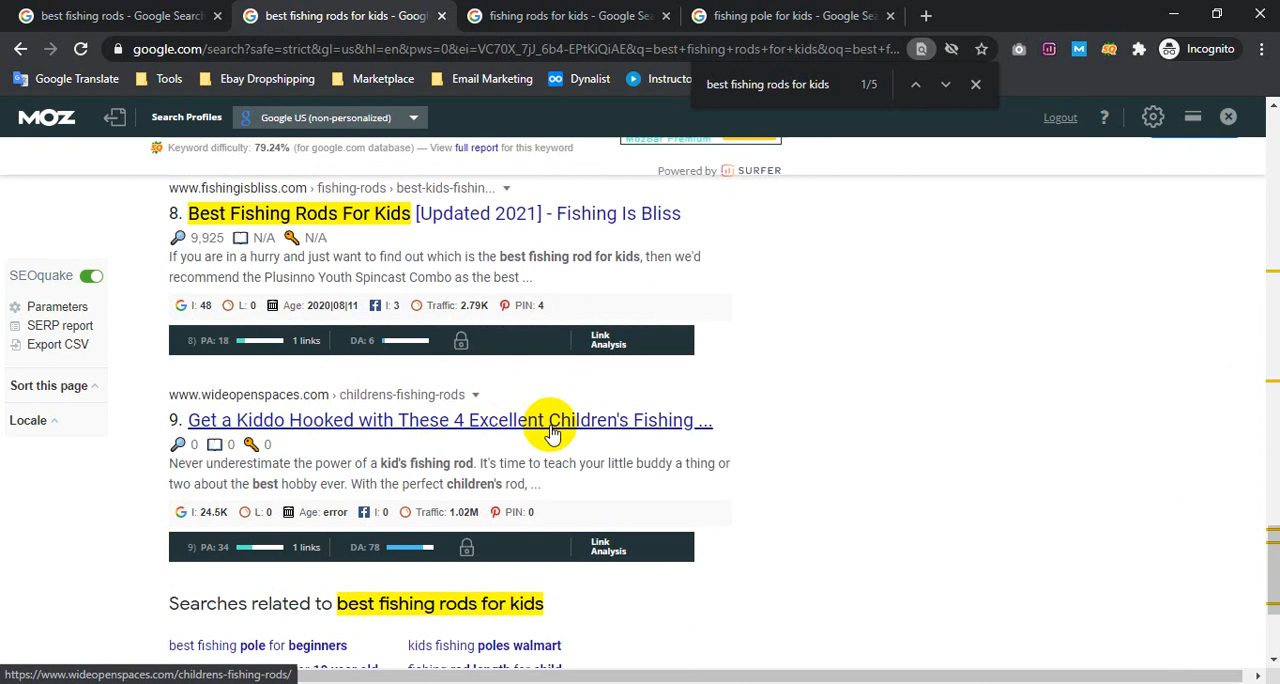 best fishing rods - Google Search
best fishing rods for kids - Goog
fishing rods for kids - Google Se
fishing pole for kids - Google Se
google.com/search?safe=strict&gl=us&hl=en&pws=0&ei=VC70X_7jJ_6b4-EPtKiQiAE&q=best+fishing+rods+for+kids&oq=best+f...
Incognito
Google Translate Tools Ebay Dropshipping Marketplace Email Marketing Dynalist Instructo
best fishing rods for kids 1/5
MOZ Search Profiles Google US (non-personalized) Logout ?
Keyword difficulty: 79.24% (for google.com database) — View full report for this keyword
MozBar Premium
Powered by SURFER
www.fishingisbliss.com › fishing-rods › best-kids-fishin...
8. Best Fishing Rods For Kids [Updated 2021] - Fishing Is Bliss
9,925 N/A N/A
If you are in a hurry and just want to find out which is the best fishing rod for kids, then we'd
recommend the Plusinno Youth Spincast Combo as the best ...
I: 48 L: 0 Age: 2020|08|11 I: 3 Traffic: 2.79K PIN: 4
8) PA: 18 1 links DA: 6 Link
Analysis
SEOquake
Parameters
SERP report
Export CSV
Sort this page
Locale
www.wideopenspaces.com › childrens-fishing-rods
9. Get a Kiddo Hooked with These 4 Excellent Children's Fishing ...
0 0 0
Never underestimate the power of a kid's fishing rod. It's time to teach your little buddy a thing or
two about the best hobby ever. With the perfect children's rod, ...
I: 24.5K L: 0 Age: error I: 0 Traffic: 1.02M PIN: 0
9) PA: 34 1 links DA: 78 Link
Analysis
Searches related to best fishing rods for kids
best fishing pole for beginners kids fishing poles walmart
10 year old fishing rod length for child
https://www.wideopenspaces.com/childrens-fishing-rods/